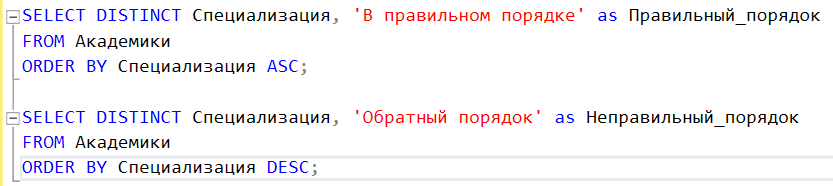 SELECT DISTINCT Специализация, 'В правильном порядке' as Правильный_порядок
FROM Академики
ORDER BY Специализация ASC;
SELECT DISTINCT Специализация, 'Обратный порядок' as Неправильный_порядок
FROM Академики
ORDER BY Специализация DESC;